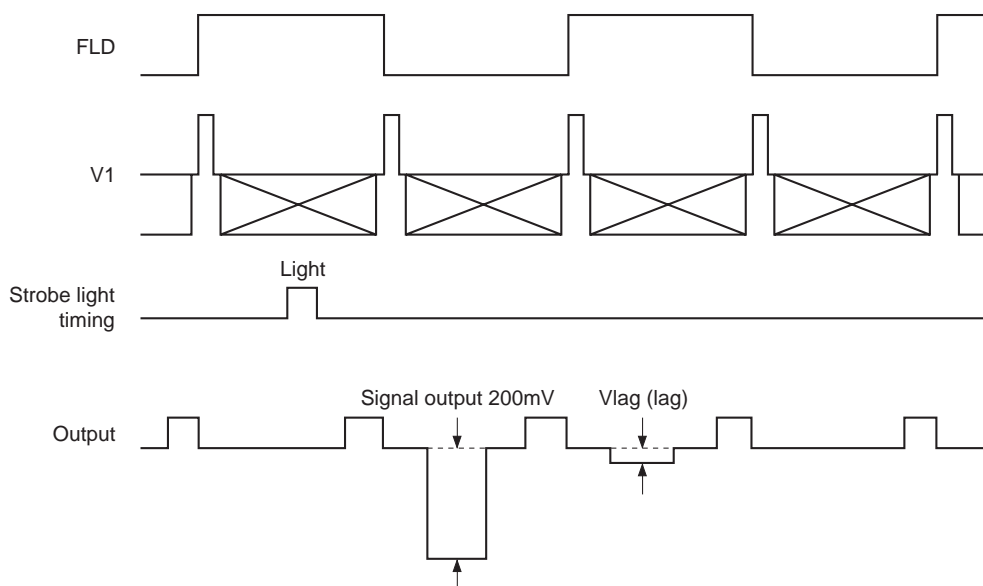 FLD
V1
Light
Strobe light
timing
Signal output 200mV
Vlag (lag)
Output